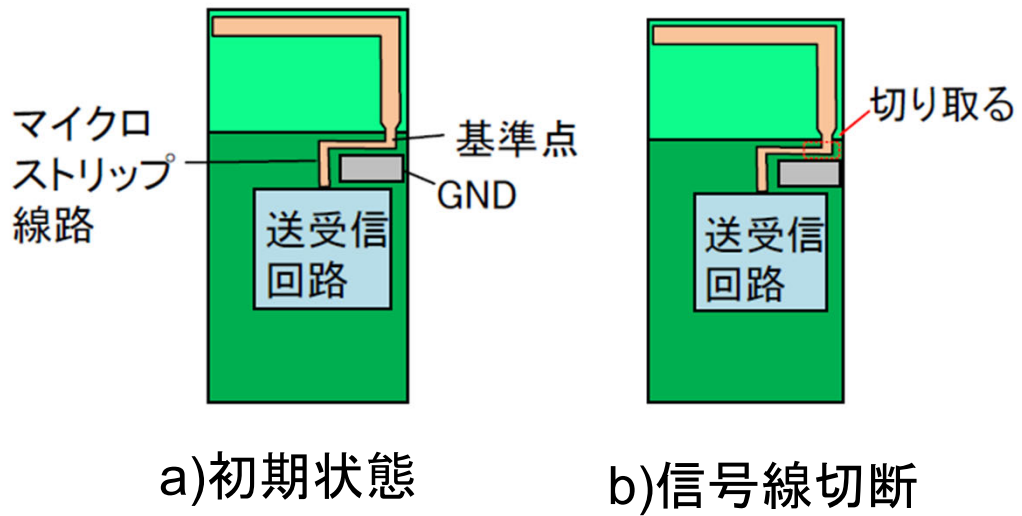 マイクロ
ストリップ
線路
基準点
GND
送受信
回路
a)初期状態
切り取る
送受信
回路
b)信号線切断